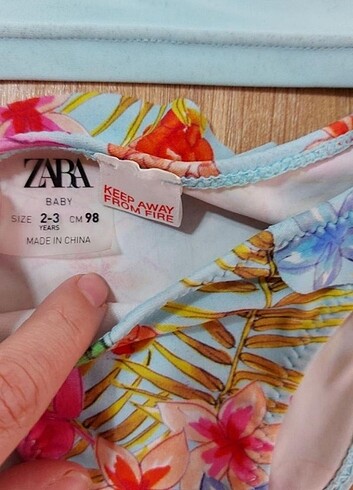 ZARA
BABY
SIZE 2-3 CM 98
YEARS
MADE IN CHINA
KEEP AWAY
FROM FIRE